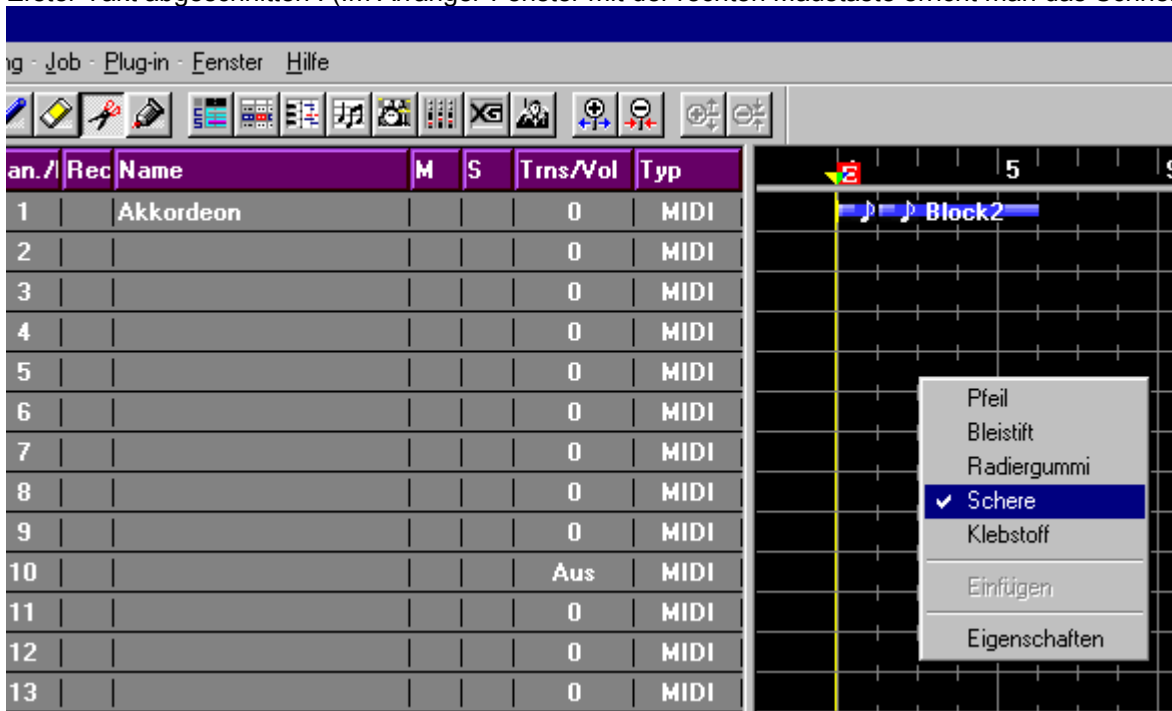 ng Job Plug-in Fenster Hilfe
XG
an./ Rec Name M S Trns/Vol Typ 5
1 Akkordeon 0 MIDI Block2
2 0 MIDI
3 0 MIDI
4 0 MIDI
5 0 MIDI
6 0 MIDI
7 0 MIDI
8 0 MIDI
9 0 MIDI
10 Aus MIDI
11 0 MIDI
12 0 MIDI
13 0 MIDI
Pfeil
Bleistift
Radiergummi
Schere
Klebstoff
Einfügen
Eigenschaften